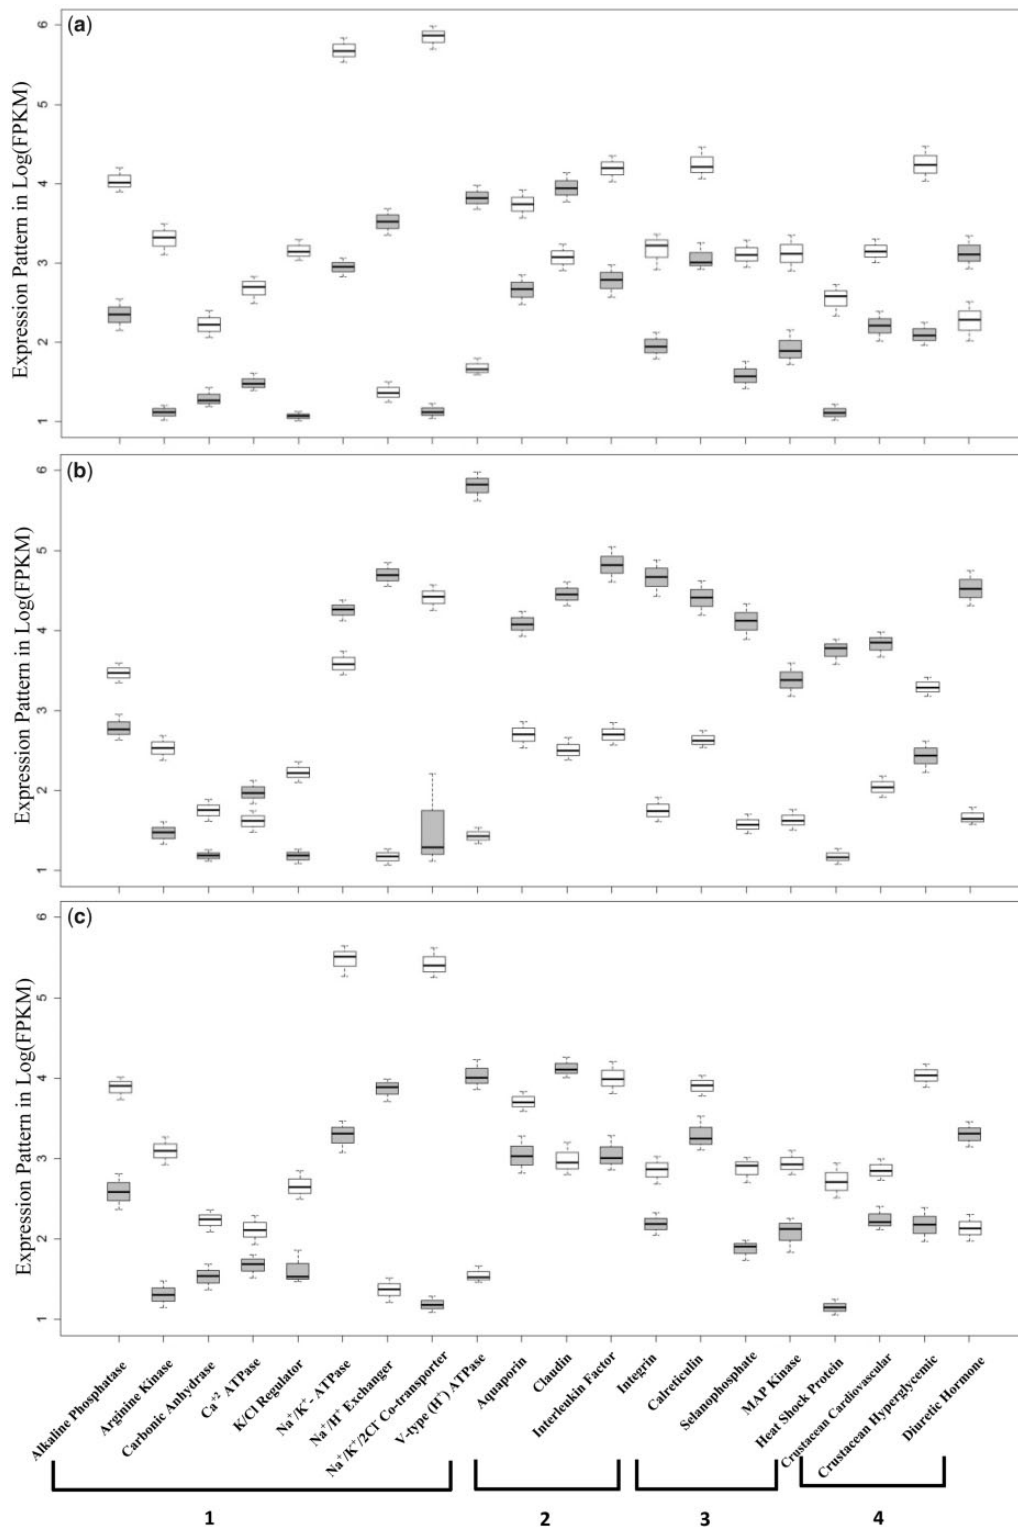 (a)
Expression Pattern in Log(FPKM)
6
5
4
3
2
1
(b)
Expression Pattern in Log(FPKM)
6
5
4
3
2
1
(c)
Expression Pattern in Log(FPKM)
6
5
4
3
2
1
Alkaline Phosphatase
Arginine Kinase
Carbonic Anhydrase
Ca⁺² ATPase
K/Cl Regulator
Na⁺/K⁺- ATPase
Na⁺/H⁺ Exchanger
Na⁺/K⁺/2Cl⁻ Co-transporter
V-type (H⁺) ATPase
Aquaporin
Claudin
Interleukin Factor
Integrin
Calreticulin
Selanophosphate
MAP Kinase
Heat Shock Protein
Crustacean Cardiovascular
Crustacean Hyperglycemic
Diuretic Hormone
1
2
3
4